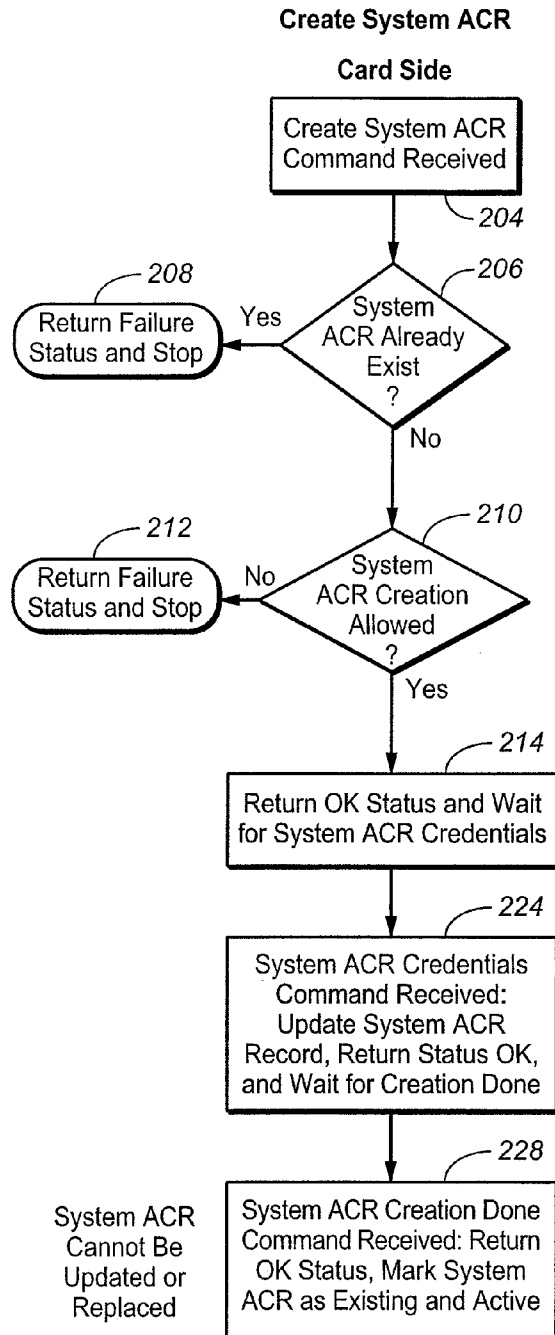 Create System ACR
Card Side
Create System ACR
Command Received
204
208
206
Return Failure
Status and Stop
Yes
System
ACR Already
Exist
?
No
212
210
Return Failure
Status and Stop
No
System
ACR Creation
Allowed
?
Yes
214
Return OK Status and Wait
for System ACR Credentials
224
System ACR Credentials
Command Received:
Update System ACR
Record, Return Status OK,
and Wait for Creation Done
228
System ACR
Cannot Be
Updated or
Replaced
System ACR Creation Done
Command Received: Return
OK Status, Mark System
ACR as Existing and Active